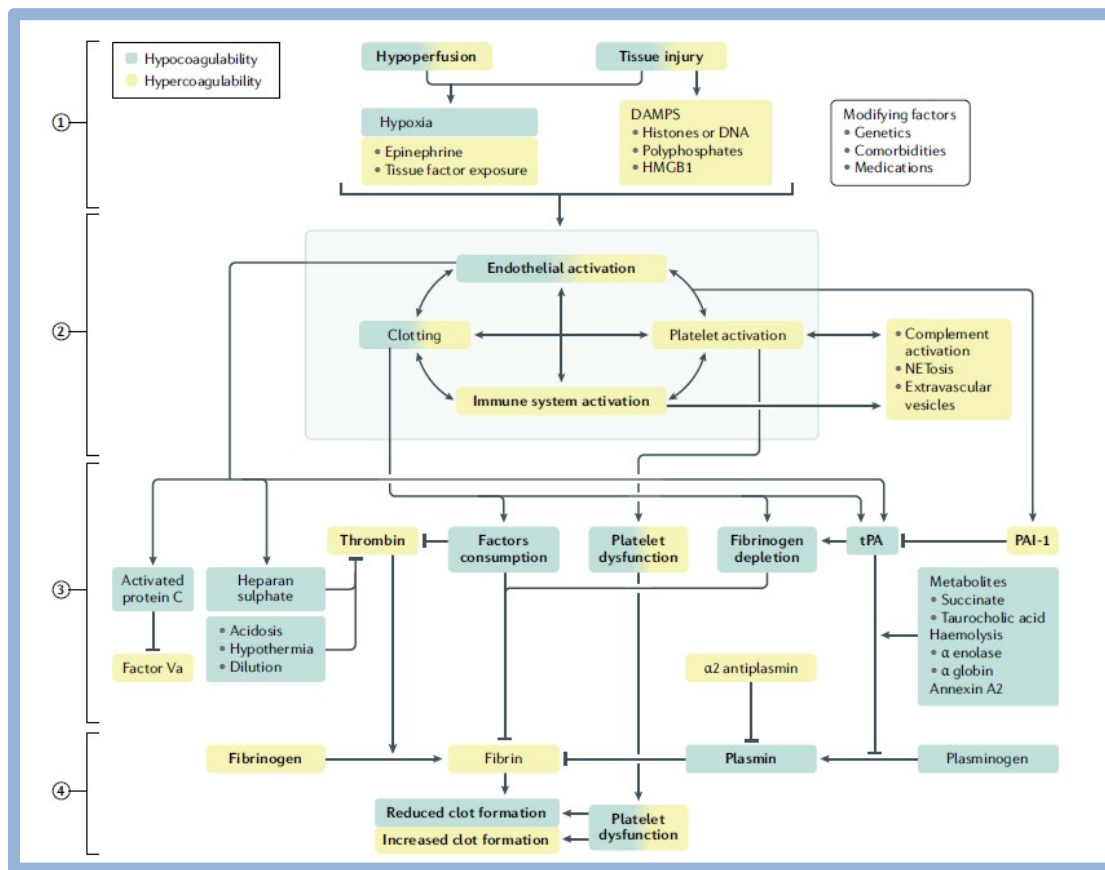 Hypocoagulability
Hypercoagulability
Hypoperfusion
Tissue injury
①
Hypoxia
• Epinephrine
• Tissue factor exposure
DAMPS
• Histones or DNA
• Polyphosphates
• HMGB1
Modifying factors
• Genetics
• Comorbidities
• Medications
②
Endothelial activation
Clotting
Platelet activation
Immune system activation
• Complement
activation
• NETosis
• Extravascular
vesicles
③
Thrombin
Factors
consumption
Platelet
dysfunction
Fibrinogen
depletion
tPA
PAI-1
Activated
protein C
Heparan
sulphate
• Acidosis
• Hypothermia
• Dilution
Factor Va
Metabolites
• Succinate
• Taurocholic acid
Haemolysis
• α enolase
• α globin
Annexin A2
α2 antiplasmin
④
Fibrinogen
Fibrin
Plasmin
Plasminogen
Reduced clot formation
Increased clot formation
Platelet
dysfunction